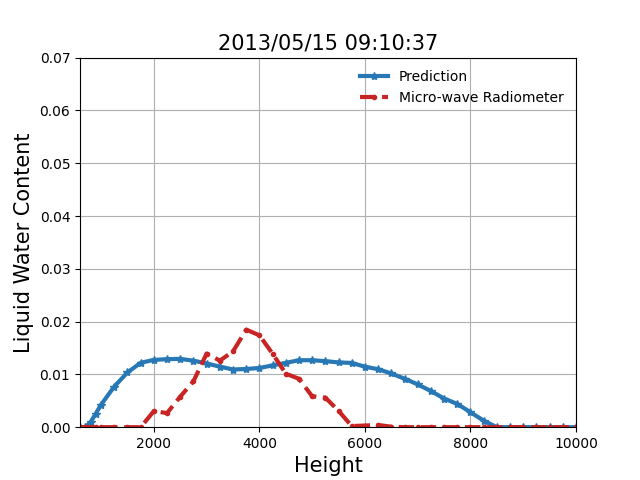 2013/05/15 09:10:37
Prediction
Micro-wave Radiometer
Liquid Water Content
0.07
0.06
0.05
0.04
0.03
0.02
0.01
0.00
2000 4000 6000 8000 10000
Height